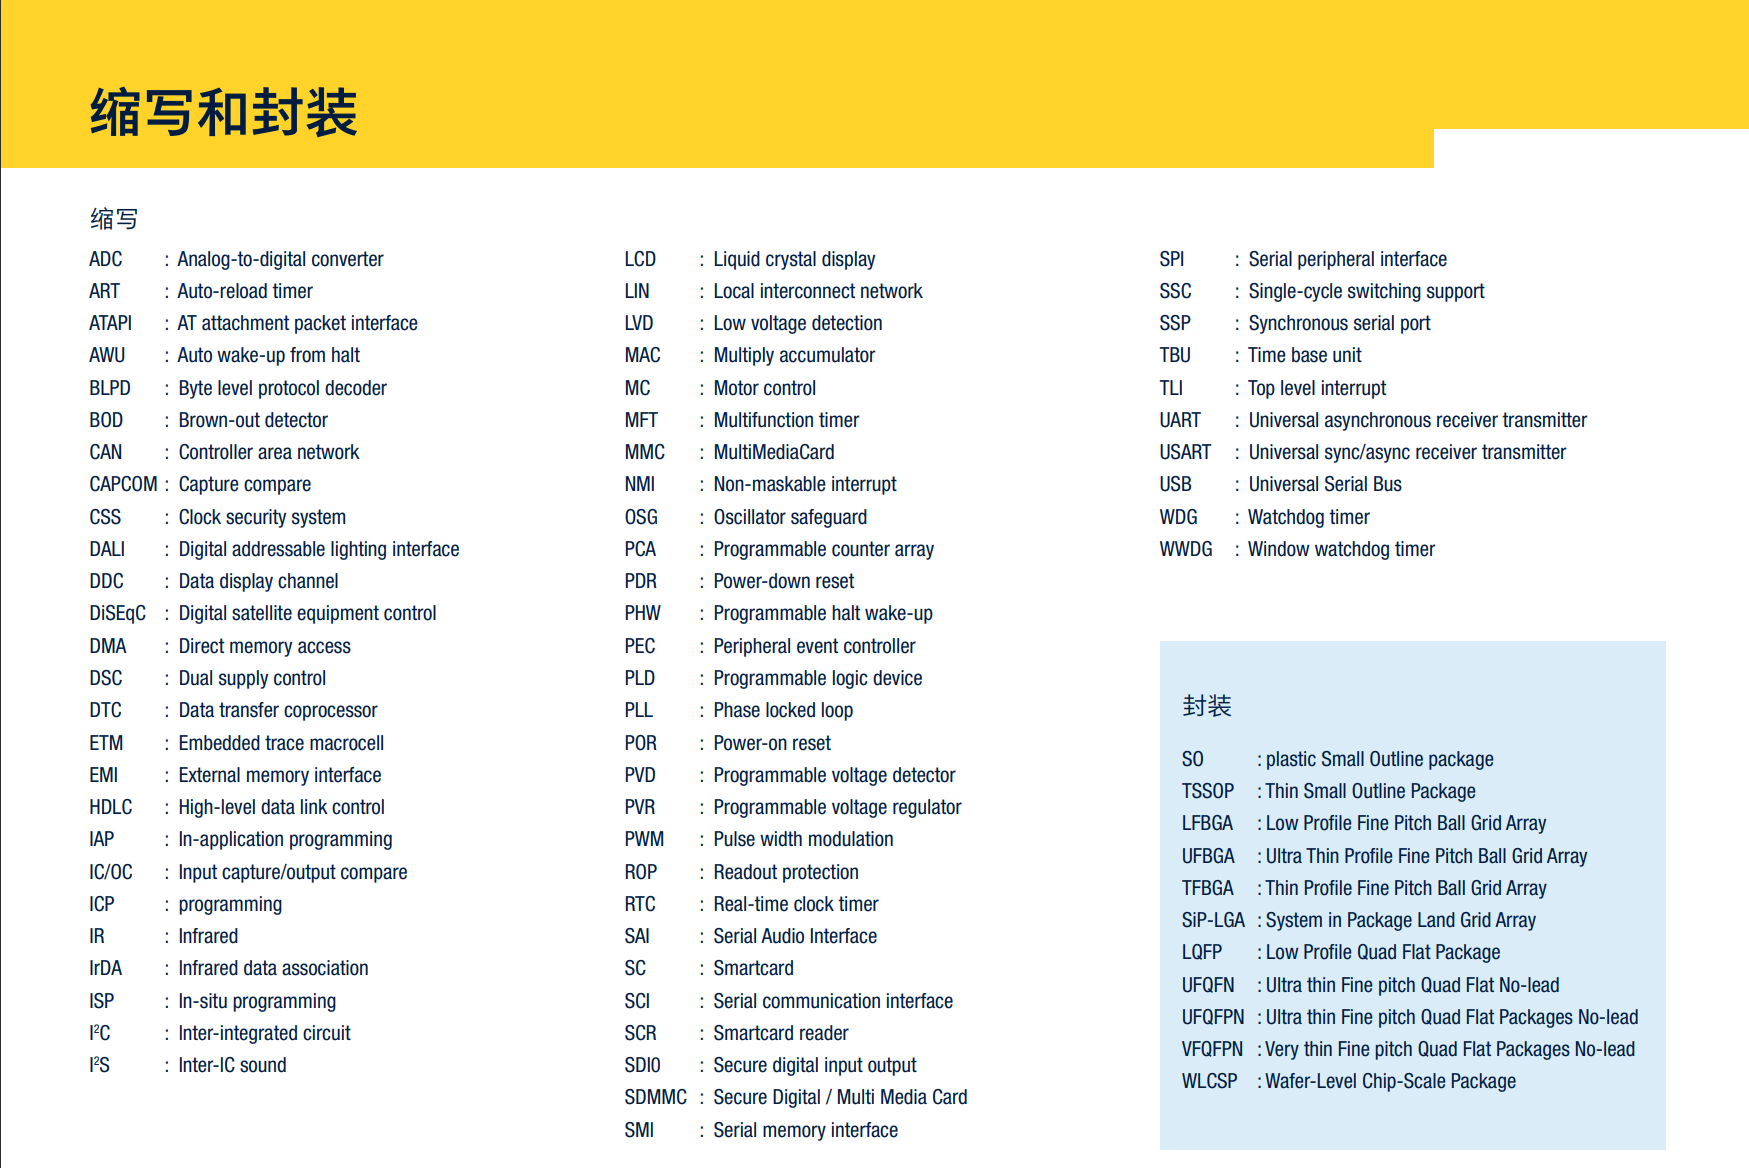 缩写和封装
缩写
ADC : Analog-to-digital converter
ART : Auto-reload timer
ATAPI : AT attachment packet interface
AWU : Auto wake-up from halt
BLPD : Byte level protocol decoder
BOD : Brown-out detector
CAN : Controller area network
CAPCOM : Capture compare
CSS : Clock security system
DALI : Digital addressable lighting interface
DDC : Data display channel
DiSEqC : Digital satellite equipment control
DMA : Direct memory access
DSC : Dual supply control
DTC : Data transfer coprocessor
ETM : Embedded trace macrocell
EMI : External memory interface
HDLC : High-level data link control
IAP : In-application programming
IC/OC : Input capture/output compare
ICP : programming
IR : Infrared
IrDA : Infrared data association
ISP : In-situ programming
I²C : Inter-integrated circuit
I²S : Inter-IC sound
LCD : Liquid crystal display
LIN : Local interconnect network
LVD : Low voltage detection
MAC : Multiply accumulator
MC : Motor control
MFT : Multifunction timer
MMC : MultiMediaCard
NMI : Non-maskable interrupt
OSG : Oscillator safeguard
PCA : Programmable counter array
PDR : Power-down reset
PHW : Programmable halt wake-up
PEC : Peripheral event controller
PLD : Programmable logic device
PLL : Phase locked loop
POR : Power-on reset
PVD : Programmable voltage detector
PVR : Programmable voltage regulator
PWM : Pulse width modulation
ROP : Readout protection
RTC : Real-time clock timer
SAI : Serial Audio Interface
SC : Smartcard
SCI : Serial communication interface
SCR : Smartcard reader
SDI0 : Secure digital input output
SDMMC : Secure Digital / Multi Media Card
SMI : Serial memory interface
SPI : Serial peripheral interface
SSC : Single-cycle switching support
SSP : Synchronous serial port
TBU : Time base unit
TLI : Top level interrupt
UART : Universal asynchronous receiver transmitter
USART : Universal sync/async receiver transmitter
USB : Universal Serial Bus
WDG : Watchdog timer
WWDG : Window watchdog timer
封装
SO : plastic Small Outline package
TSSOP : Thin Small Outline Package
LFBGA : Low Profile Fine Pitch Ball Grid Array
UFBGA : Ultra Thin Profile Fine Pitch Ball Grid Array
TFBGA : Thin Profile Fine Pitch Ball Grid Array
SiP-LGA : System in Package Land Grid Array
LQFP : Low Profile Quad Flat Package
UFQFN : Ultra thin Fine pitch Quad Flat No-lead
UFQFPN : Ultra thin Fine pitch Quad Flat Packages No-lead
VFQFPN : Very thin Fine pitch Quad Flat Packages No-lead
WLCSP : Wafer-Level Chip-Scale Package